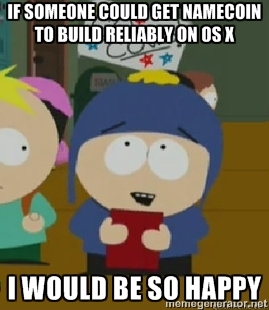 IF SOMEONE COULD GET NAMECOIN
TO BUILD RELIABLY ON OS X
I WOULD BE SO HAPPY
memegenerator.net